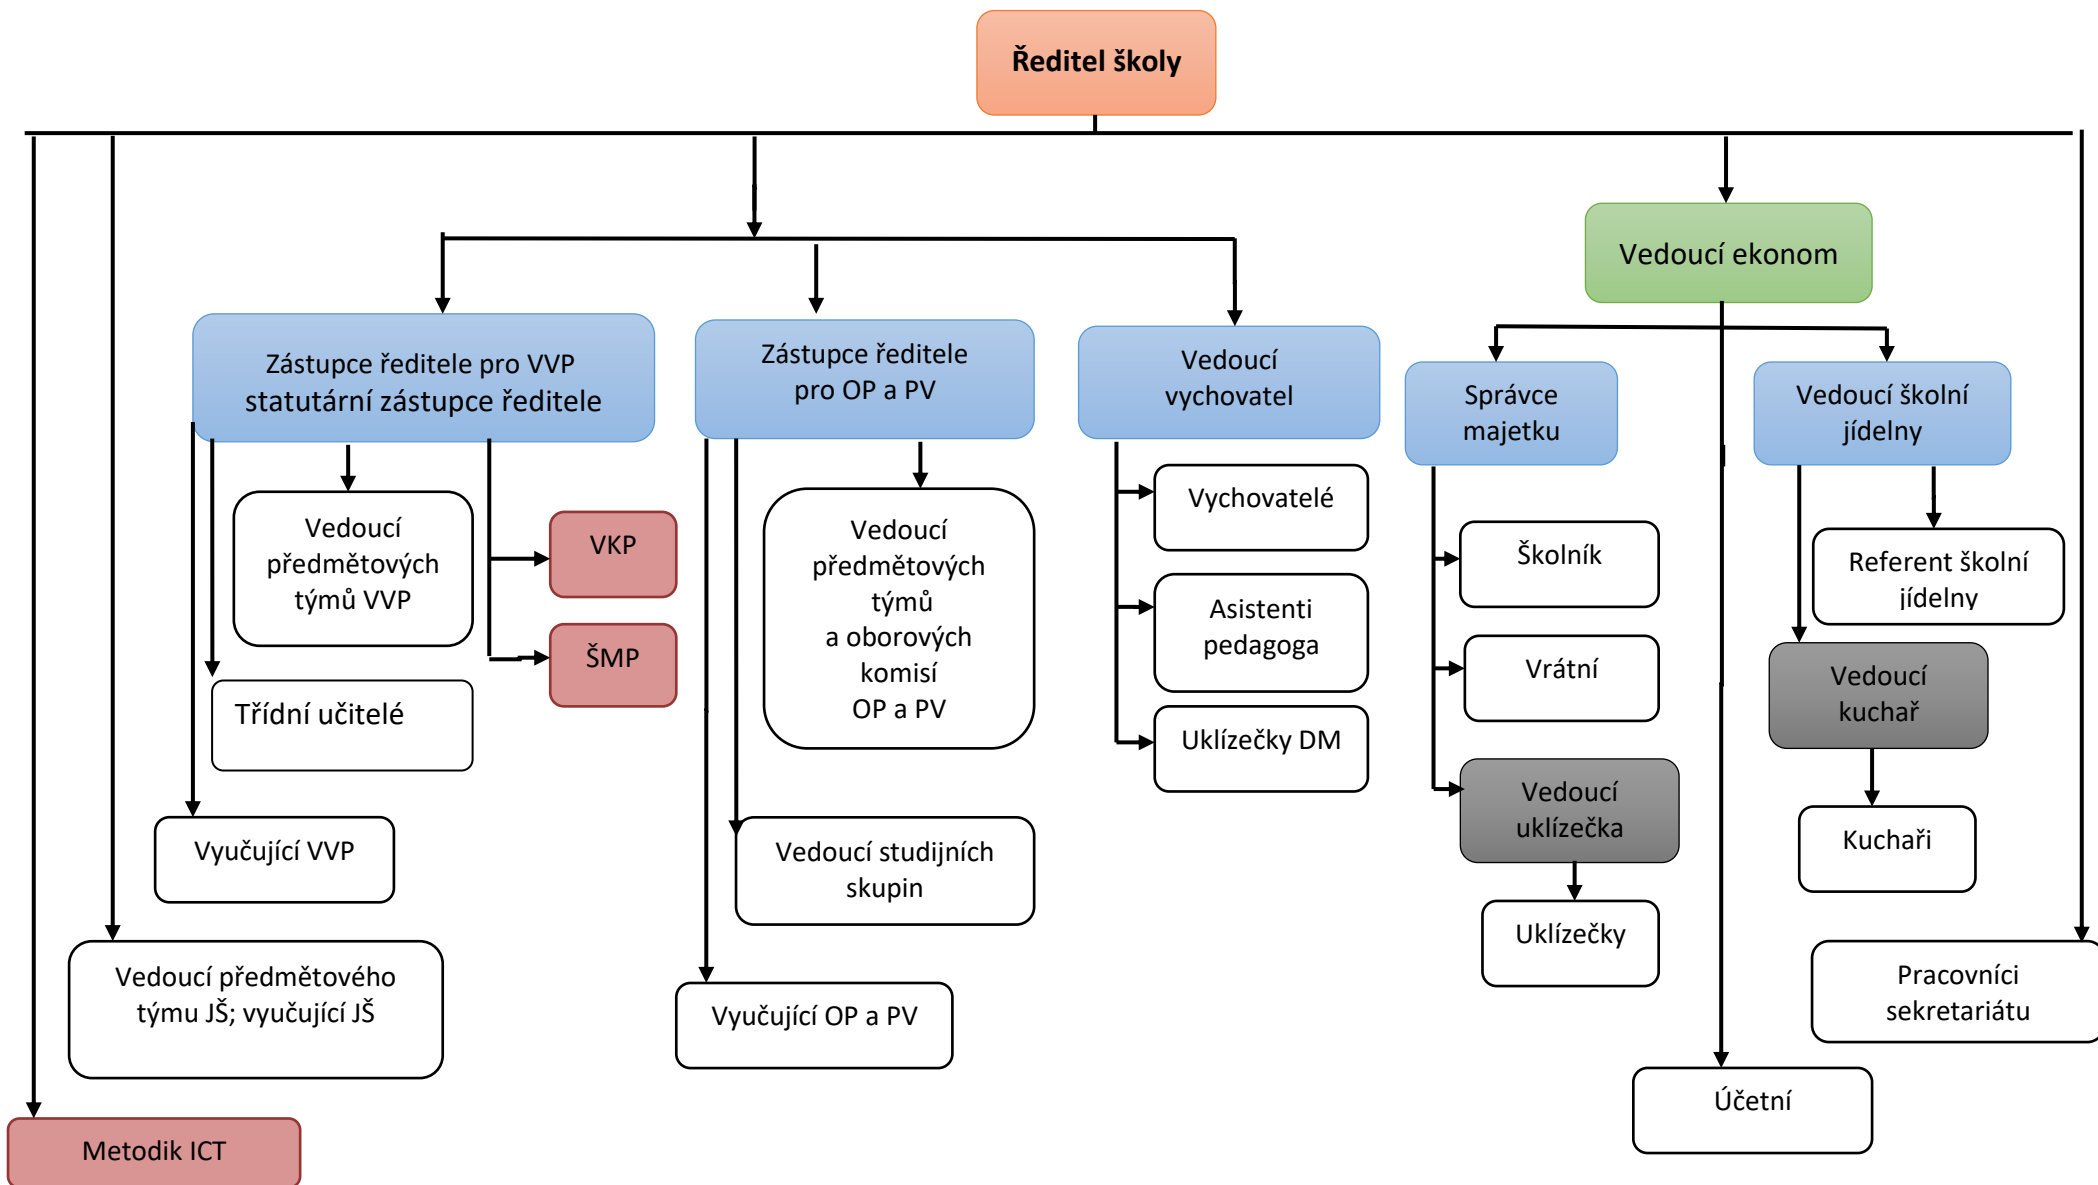 Ředitel školy
Vedoucí ekonom
Zástupce ředitele pro VVP
statutární zástupce ředitele
Zástupce ředitele
pro OP a PV
Vedoucí
vychovatel
Správce
majetku
Vedoucí školní
jídelny
Vedoucí
předmětových
týmů VVP
VKP
ŠMP
Třídní učitelé
Vyučující VVP
Vedoucí předmětového
týmu JŠ; vyučující JŠ
Metodik ICT
Vedoucí
předmětových
týmů
a oborových
komisí
OP a PV
Vedoucí studijních
skupin
Vyučující OP a PV
Vychovatelé
Asistenti
pedagoga
Uklízečky DM
Školník
Vrátní
Vedoucí
uklízečka
Uklízečky
Referent školní
jídelny
Vedoucí
kuchař
Kuchaři
Pracovníci
sekretariátu
Účetní